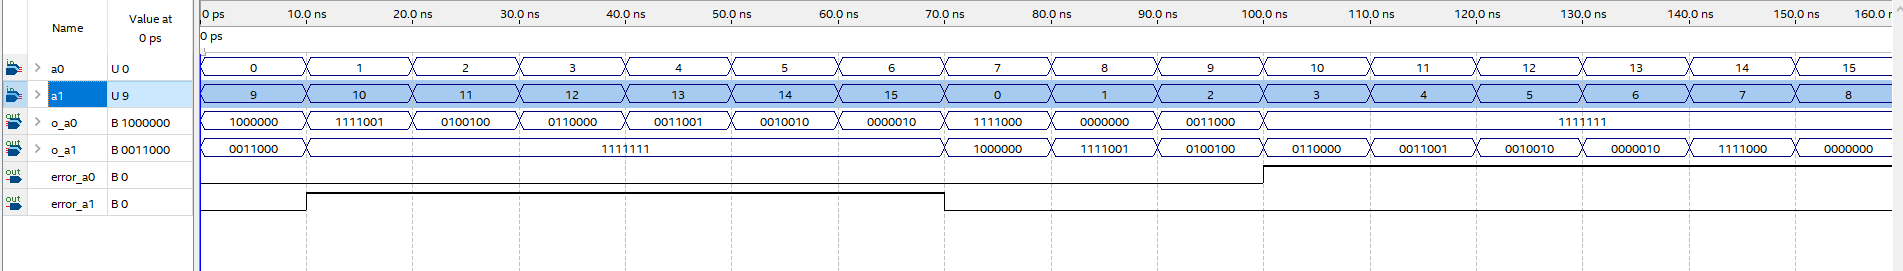 Name Value at 0 ps
0 ps 10.0 ns 20.0 ns 30.0 ns 40.0 ns 50.0 ns 60.0 ns 70.0 ns 80.0 ns 90.0 ns 100.0 ns 110.0 ns 120.0 ns 130.0 ns 140.0 ns 150.0 ns 160.0 ns
0 ps
in a0 U 0 0 1 2 3 4 5 6 7 8 9 10 11 12 13 14 15
in a1 U 9 9 10 11 12 13 14 15 0 1 2 3 4 5 6 7 8
out o_a0 B 1000000 1000000 1111001 0100100 0110000 0011001 0010010 0000010 1111000 0000000 0011000 1111111
out o_a1 B 0011000 0011000 1111111 1000000 1111001 0100100 0110000 0011001 0010010 0000010 1111000 0000000
out error_a0 B 0
out error_a1 B 0